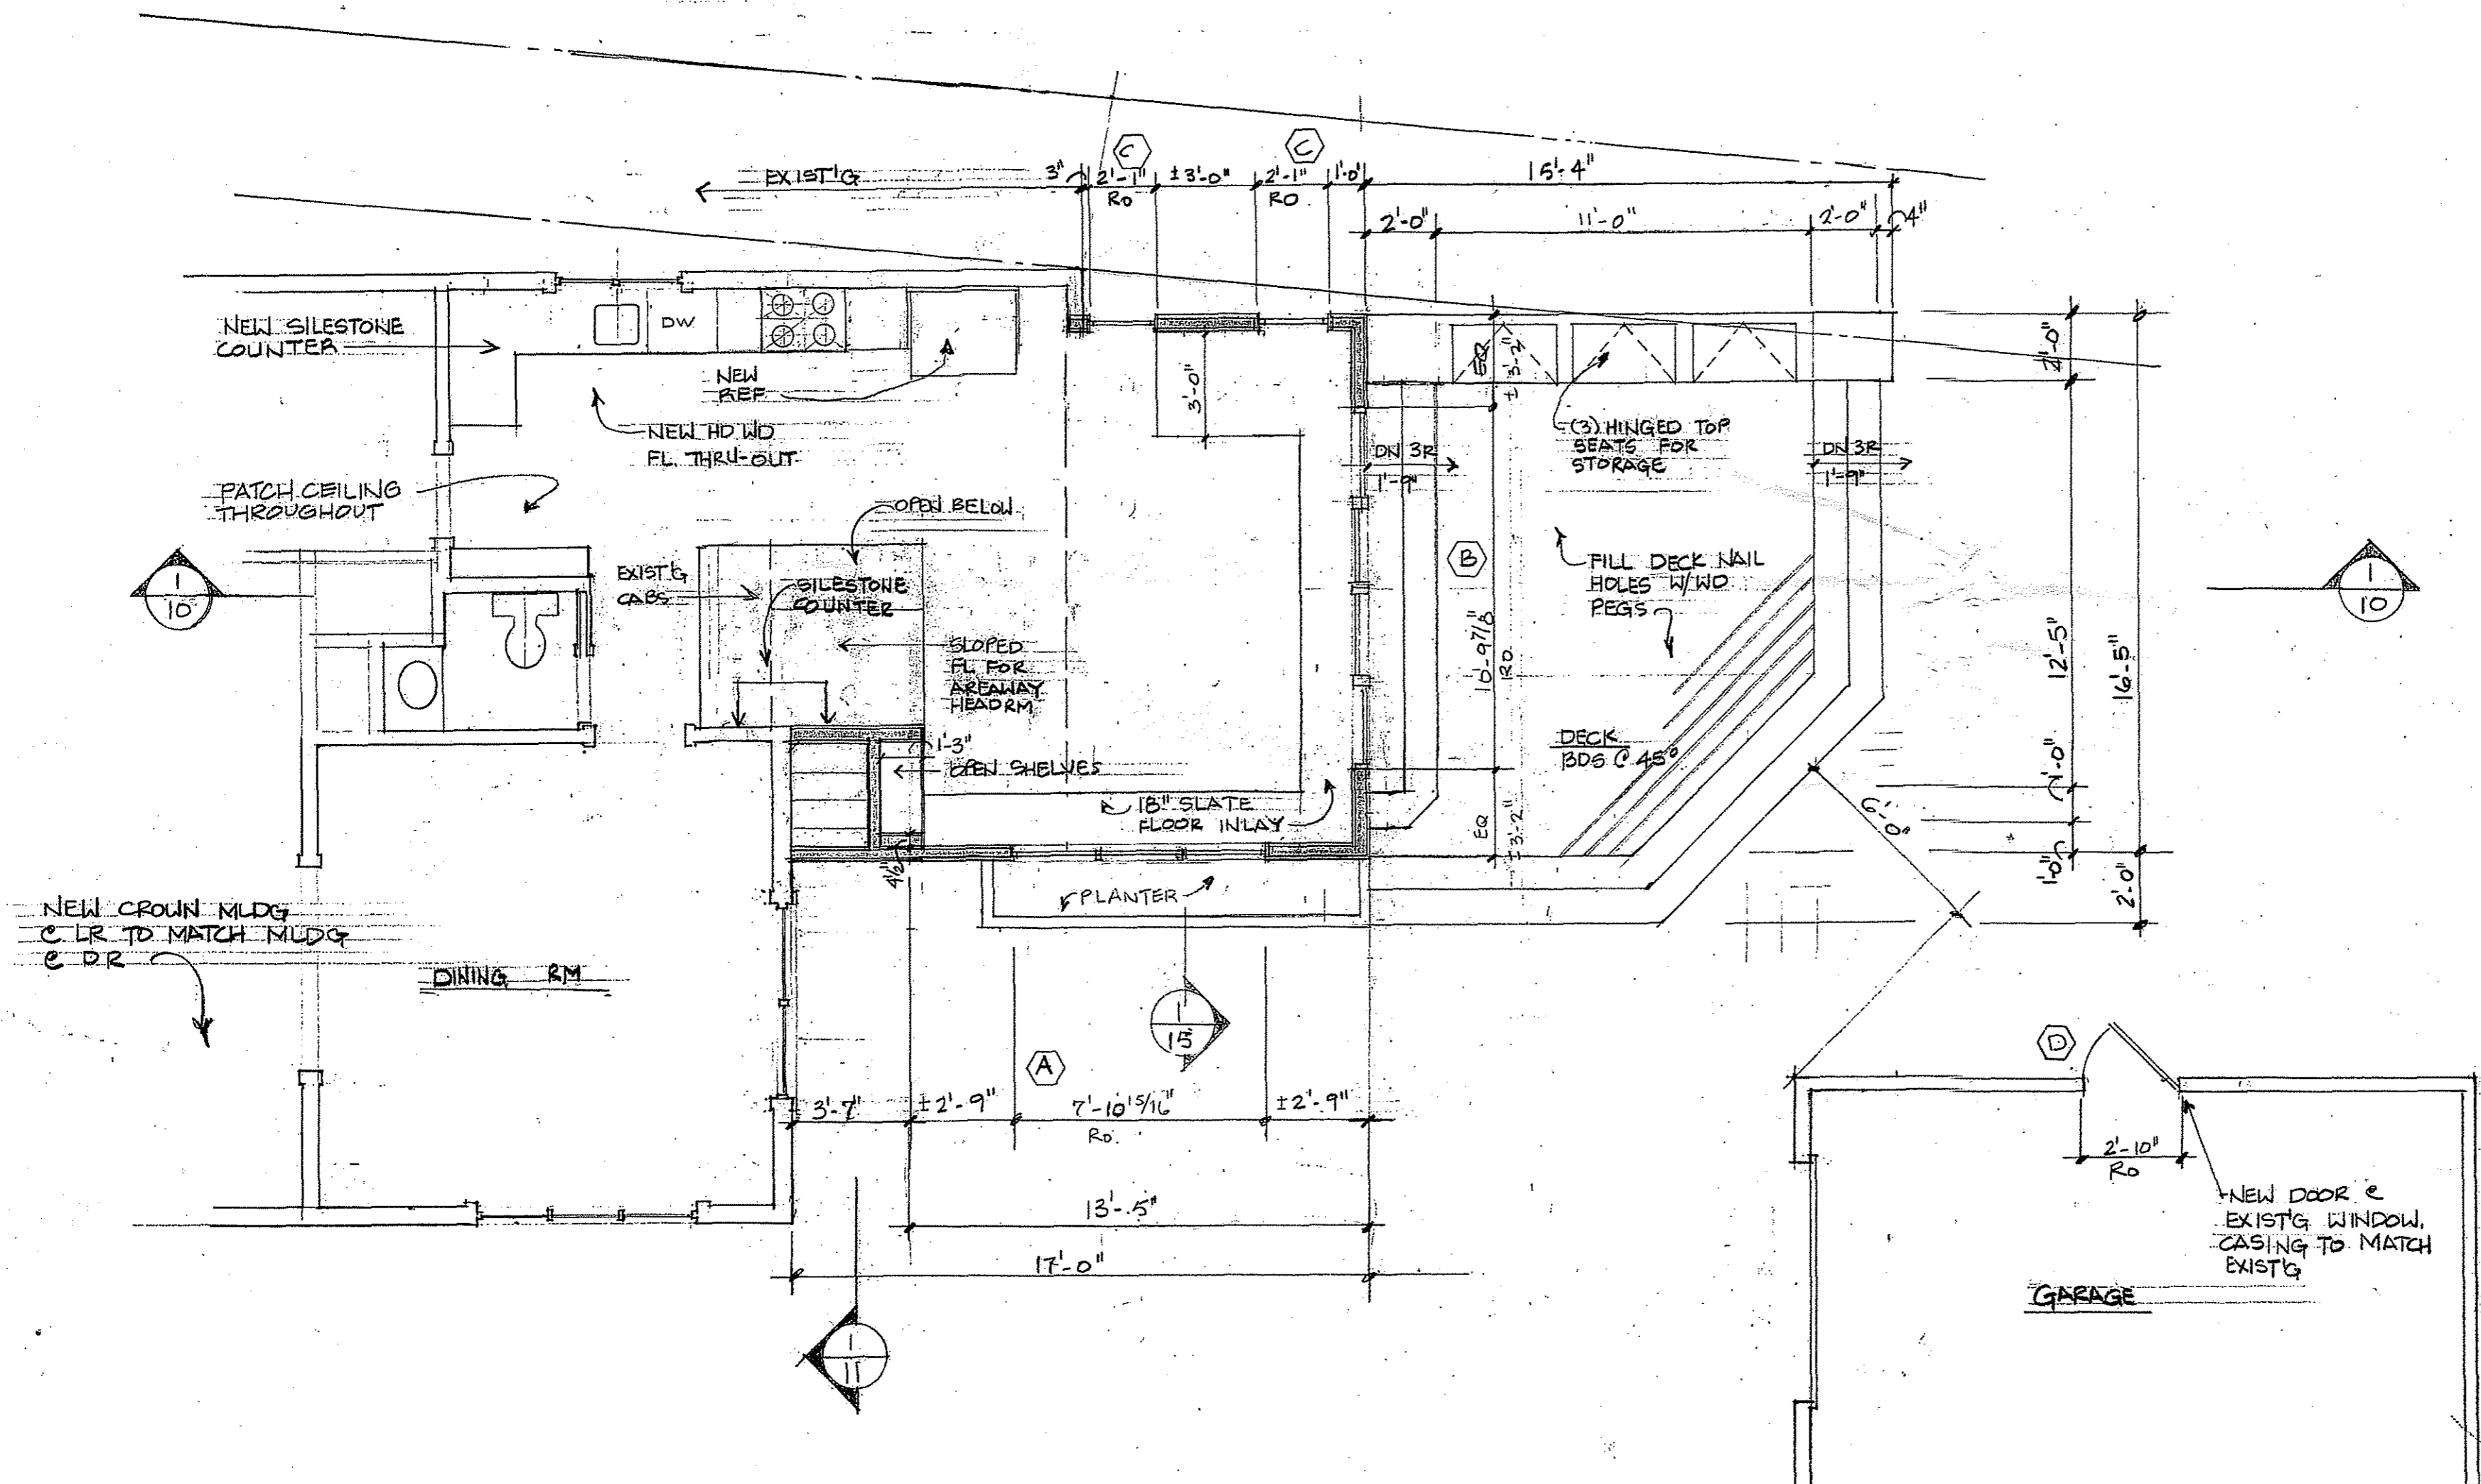 EXIST'G
3"
2'-1"
RO
C
±3'-0"
2'-1"
RO
C
1'-0"
15'-4"
2'-0"
11'-0"
2'-0"
4"
NEW SILESTONE
COUNTER
DW
NEW
REF
NEW HD WD
FL. THRU-OUT
PATCH CEILING
THROUGHOUT
3'-0"
EQ
±3'-2"
(3) HINGED TOP
SEATS FOR
STORAGE
DN 3R
1'-9"
DN 3R
1'-9"
2'-0"
12'-5"
16'-5"
1'-0"
1'-0"
2'-0"
OPEN BELOW
EXIST'G
CABS
SILESTONE
COUNTER
SLOPED
FL FOR
AREAWAY
HEADRM
B
10'-9 7/8"
RO
FILL DECK NAIL
HOLES W/WD
PEGS
1
10
1
10
1'-3"
OPEN SHELVES
18" SLATE
FLOOR INLAY
EQ
±3'-2"
DECK
BDS @ 45°
6'-0"
4½"
PLANTER
NEW CROWN MLDG
@ LR TO MATCH MLDG
@ DR
DINING RM
1
15
A
3'-7"
±2'-9"
7'-10 15/16"
RO.
±2'-9"
13'-5"
17'-0"
1
11
D
2'-10"
RO
NEW DOOR @
EXIST'G WINDOW.
CASING TO MATCH
EXIST'G
GARAGE